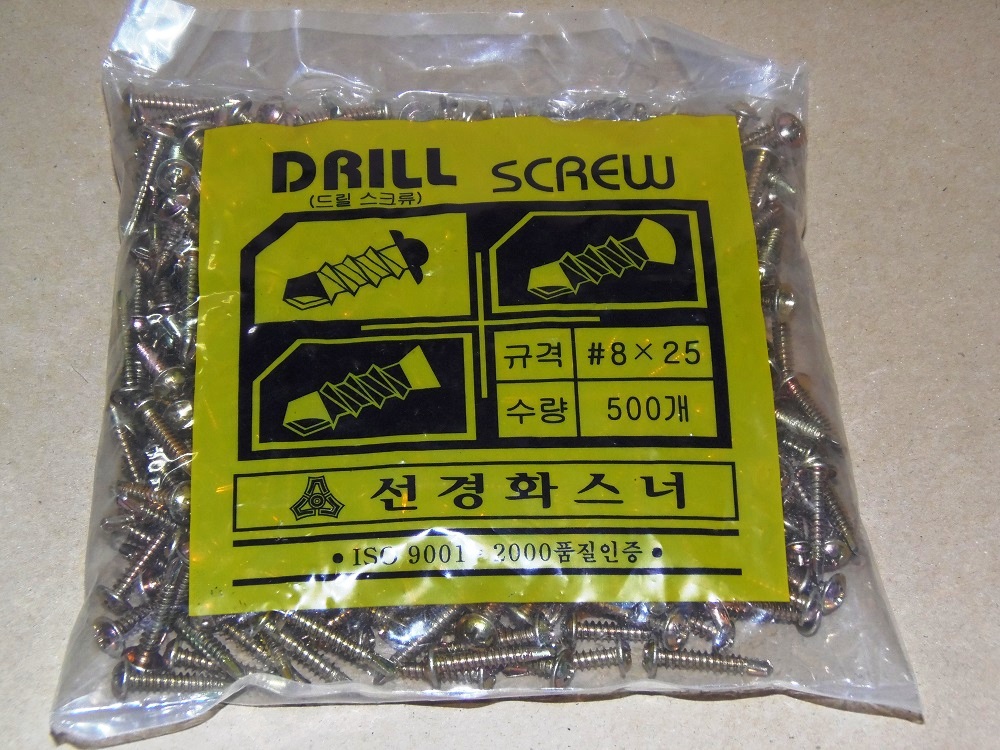 DRILL SCREW
(드릴 스크류)
규격 #8×25
수량 500개
선경화스너
• ISO 9001 : 2000품질인증 •